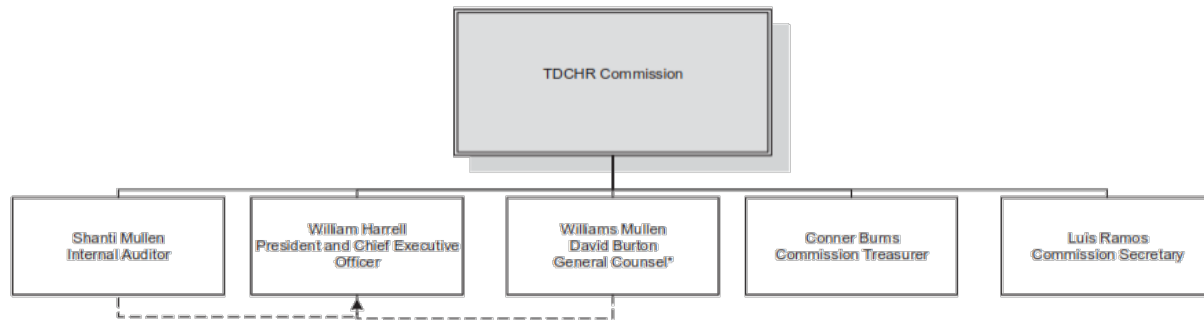 TDCHR Commission
Shanti Mullen
Internal Auditor
William Harrell
President and Chief Executive
Officer
Williams Mullen
David Burton
General Counsel*
Conner Burns
Commission Treasurer
Luis Ramos
Commission Secretary